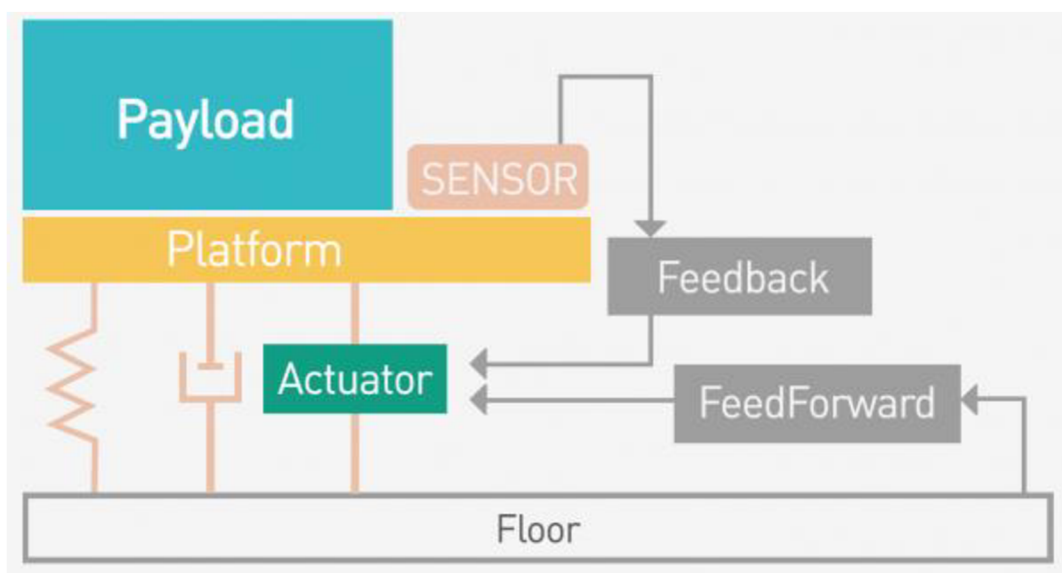 Payload
SENSOR
Platform
Feedback
Actuator
FeedForward
Floor